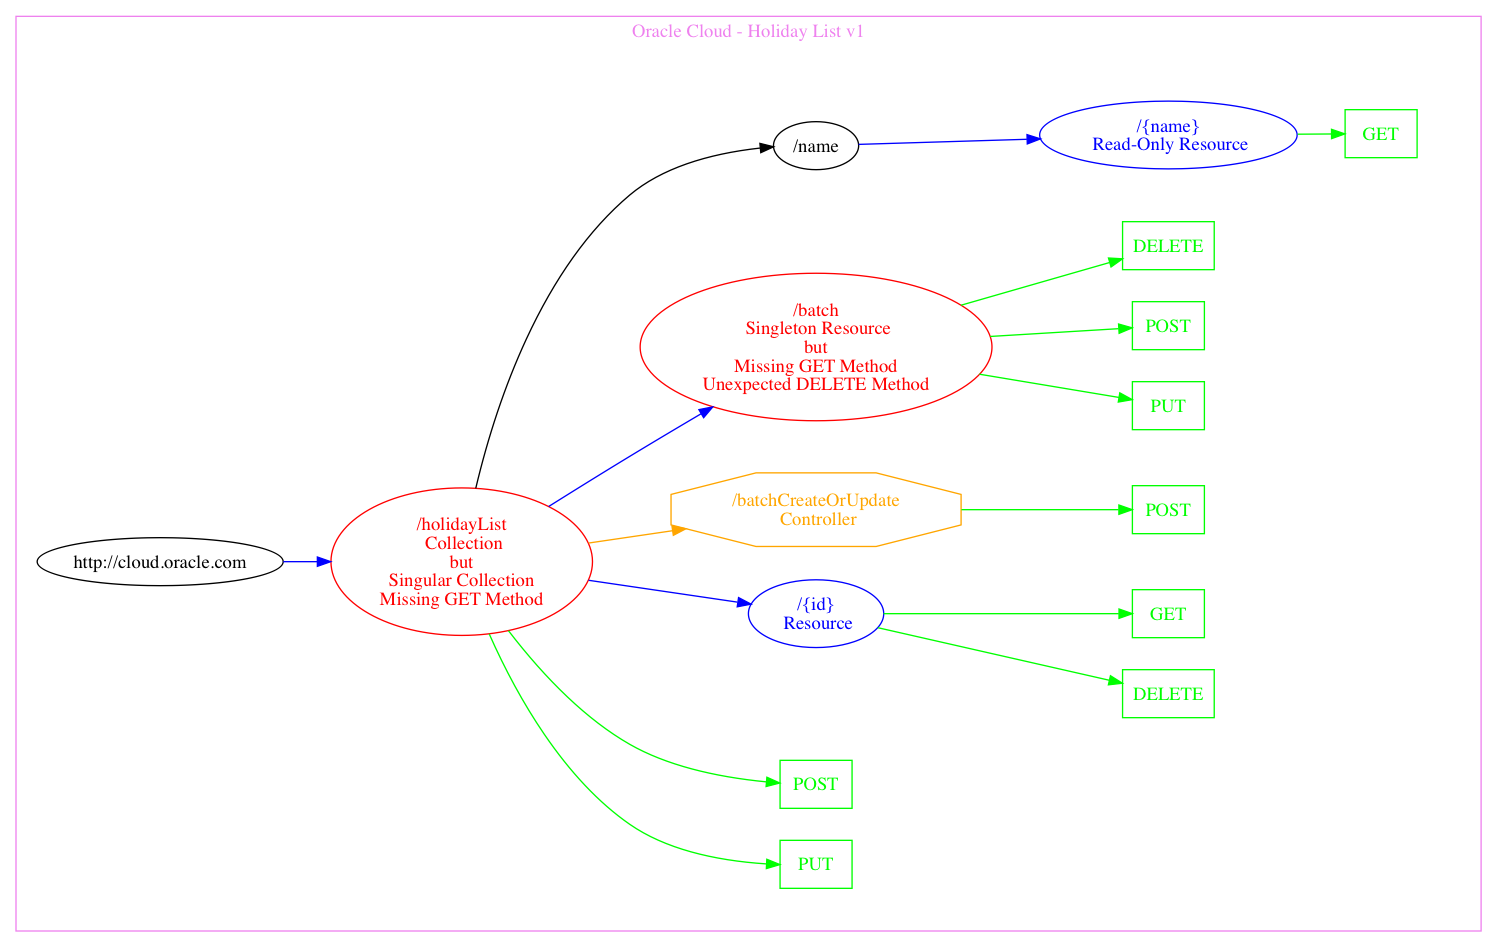 Oracle Cloud - Holiday List v1
/name
/{name}
Read-Only Resource
GET
DELETE
/batch
Singleton Resource
but
Missing GET Method
Unexpected DELETE Method
POST
PUT
/batchCreateOrUpdate
Controller
POST
http://cloud.oracle.com
/holidayList
Collection
but
Singular Collection
Missing GET Method
/{id}
Resource
GET
DELETE
POST
PUT